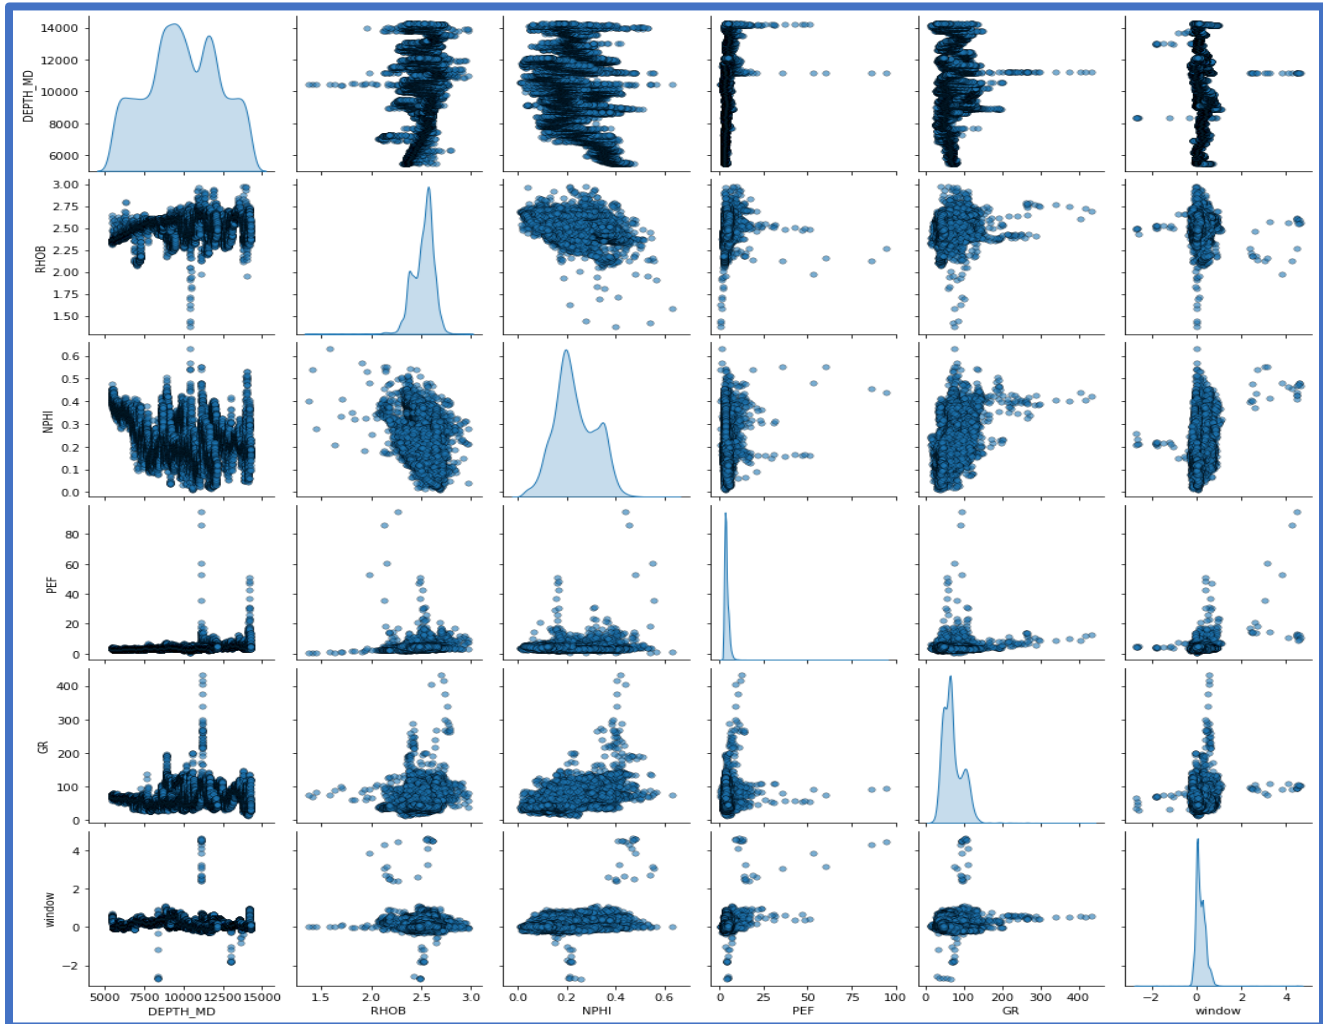 14000
12000
10000
8000
6000
DEPTH_MD
3.00
2.75
2.50
2.25
2.00
1.75
1.50
RHOB
0.6
0.5
0.4
0.3
0.2
0.1
0.0
NPHI
80
60
40
20
0
PEF
400
300
200
100
0
GR
4
2
0
−2
window
5000 7500 10000 12500 15000
1.5 2.0 2.5 3.0
0.0 0.2 0.4 0.6
0 25 50 75 100
0 100 200 300 400
−2 0 2 4
DEPTH_MD RHOB NPHI PEF GR window